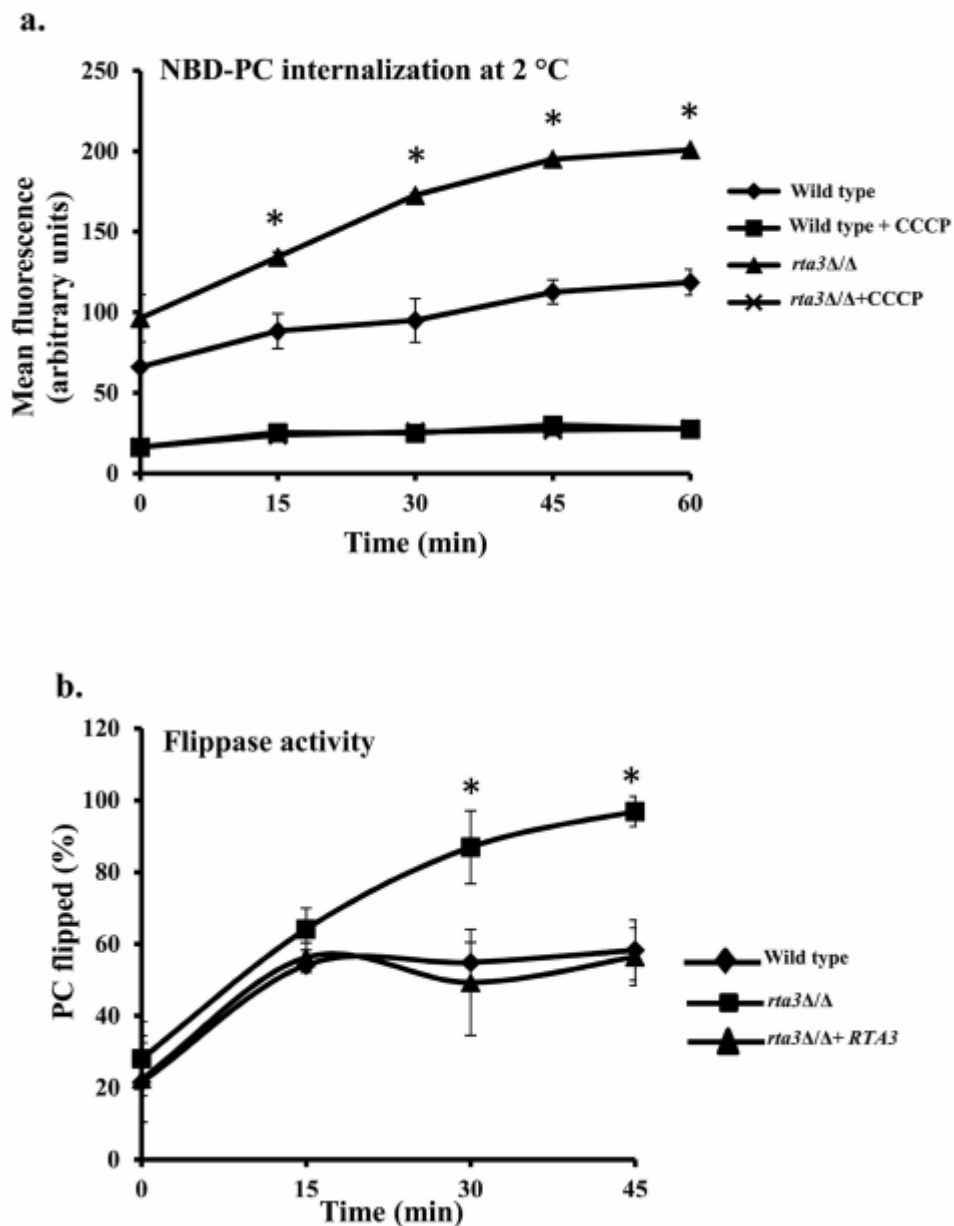 a.
NBD-PC internalization at 2 °C
Mean fluorescence
(arbitrary units)
250
200
150
100
50
0
* * * *
0 15 30 45 60
Time (min)
Wild type
Wild type + CCCP
rta3Δ/Δ
rta3Δ/Δ+CCCP
b.
Flippase activity
PC flipped (%)
120
100
80
60
40
20
0
* *
0 15 30 45
Time (min)
Wild type
rta3Δ/Δ
rta3Δ/Δ+ RTA3